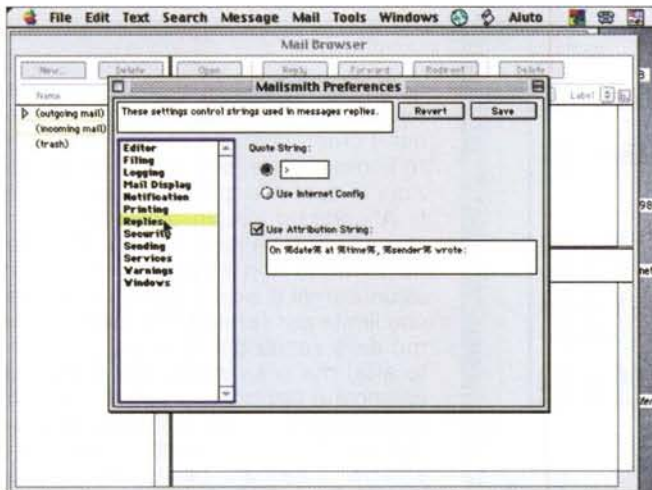 File Edit Text Search Message Mail Tools Windows Aiuto
Mail Browser
New... Delete Open Reply Forward Redirect Delete
Name Label
Mailsmith Preferences
These settings control strings used in messages replies.
Revert Save
(outgoing mail)
(incoming mail)
(trash)
Editor
Filing
Logging
Mail Display
Notification
Printing
Replies
Security
Sending
Services
Warnings
Windows
Quote String:
>
Use Internet Config
Use Attribution String:
On %date% at %time%, %sender% wrote: